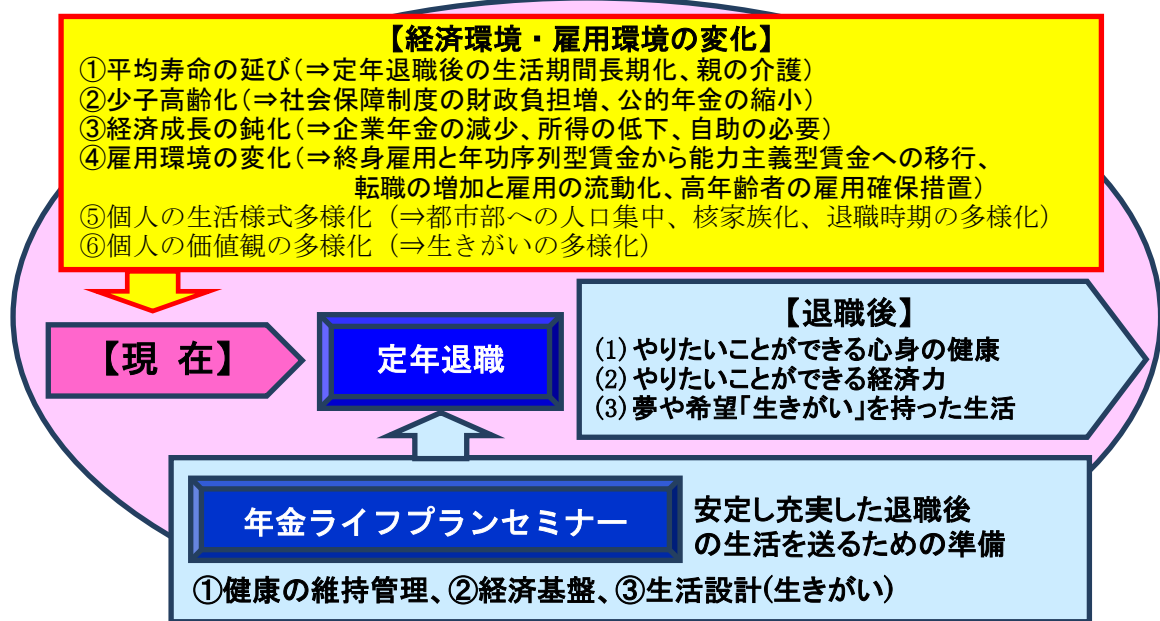 【経済環境・雇用環境の変化】
①平均寿命の延び(⇒定年退職後の生活期間長期化、親の介護)
②少子高齢化(⇒社会保障制度の財政負担増、公的年金の縮小)
③経済成長の鈍化(⇒企業年金の減少、所得の低下、自助の必要)
④雇用環境の変化(⇒終身雇用と年功序列型賃金から能力主義型賃金への移行、
転職の増加と雇用の流動化、高年齢者の雇用確保措置)
⑤個人の生活様式多様化（⇒都市部への人口集中、核家族化、退職時期の多様化）
⑥個人の価値観の多様化（⇒生きがいの多様化）
【現 在】
定年退職
【退職後】
(1) やりたいことができる心身の健康
(2) やりたいことができる経済力
(3) 夢や希望「生きがい」を持った生活
年金ライフプランセミナー
安定し充実した退職後
の生活を送るための準備
①健康の維持管理、②経済基盤、③生活設計(生きがい)